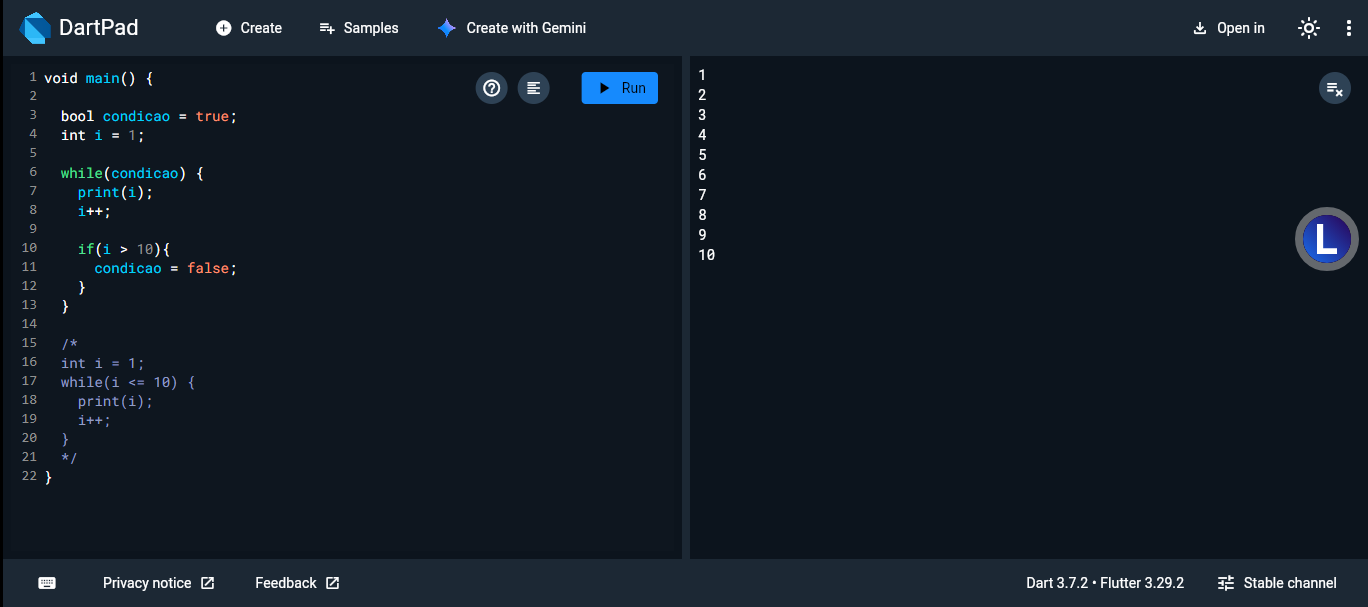 DartPad Create Samples Create with Gemini Open in
Run
1 void main() {
2
3   bool condicao = true;
4   int i = 1;
5
6   while(condicao) {
7     print(i);
8     i++;
9
10     if(i > 10){
11       condicao = false;
12     }
13   }
14
15   /*
16   int i = 1;
17   while(i <= 10) {
18     print(i);
19     i++;
20   }
21   */
22 }
1
2
3
4
5
6
7
8
9
10
L
Privacy notice Feedback Dart 3.7.2 • Flutter 3.29.2 Stable channel